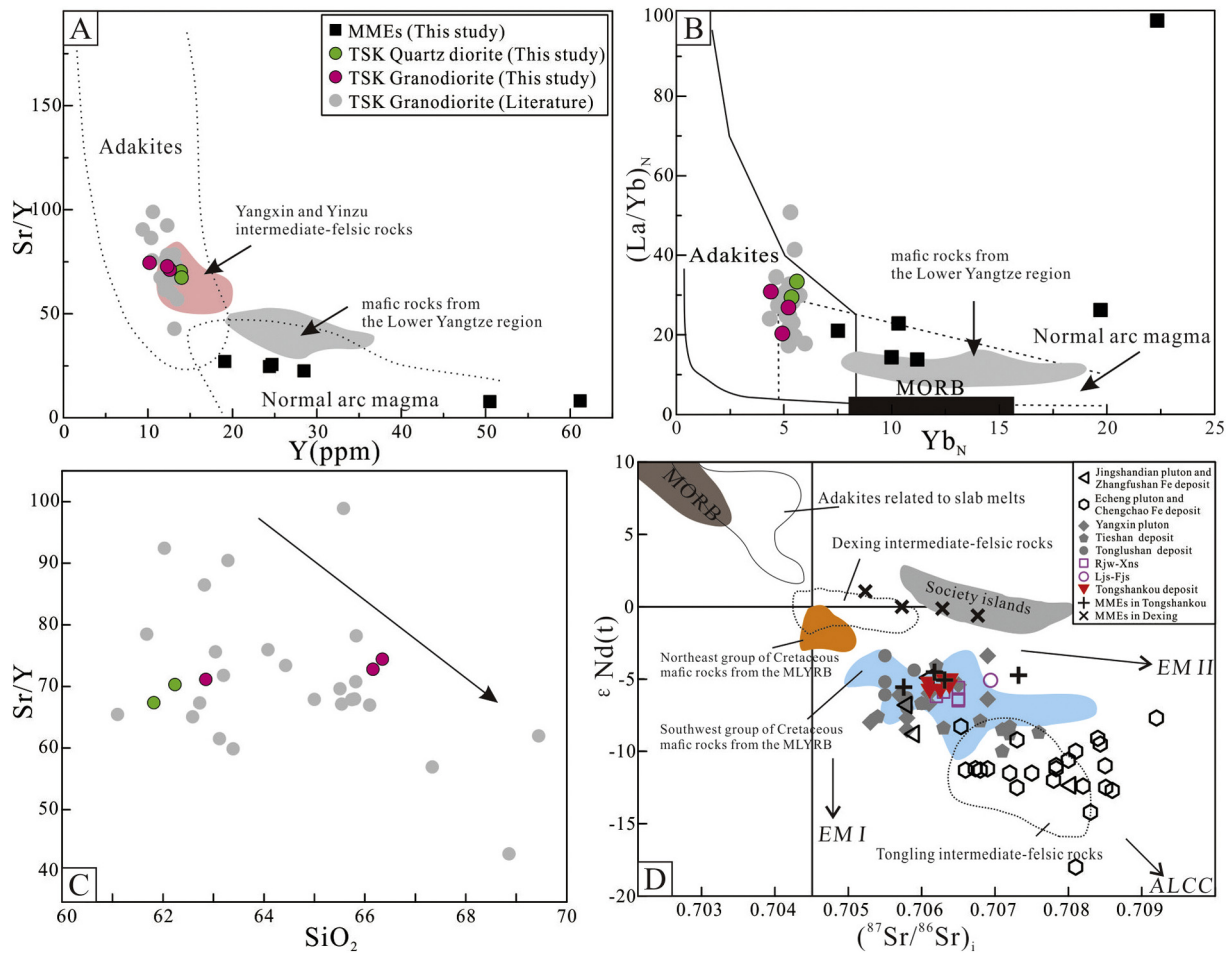 A
MMEs (This study)
TSK Quartz diorite (This study)
TSK Granodiorite (This study)
TSK Granodiorite (Literature)
Adakites
Yangxin and Yinzu
intermediate-felsic rocks
mafic rocks from
the Lower Yangtze region
Normal arc magma
Sr/Y
150
100
50
0
0 10 20 30 40 50 60
Y(ppm)
B
(La/Yb)N
100
80
60
40
20
0
Adakites
mafic rocks from
the Lower Yangtze region
Normal arc magma
MORB
0 5 10 15 20 25
YbN
C
Sr/Y
100
90
80
70
60
50
40
60 62 64 66 68 70
SiO2
D
ε Nd(t)
10
5
0
-5
-10
-15
-20
MORB
Adakites related to slab melts
Dexing intermediate-felsic rocks
Society islands
Northeast group of Cretaceous
mafic rocks from the MLYRB
Southwest group of Cretaceous
mafic rocks from the MLYRB
EM I
EM II
Tongling intermediate-felsic rocks
ALCC
Jingshandian pluton and
Zhangfushan Fe deposit
Echeng pluton and
Chengchao Fe deposit
Yangxin pluton
Tieshan deposit
Tonglushan deposit
Rjw-Xns
Ljs-Fjs
Tongshankou deposit
MMEs in Tongshankou
MMEs in Dexing
0.703 0.704 0.705 0.706 0.707 0.708 0.709
(87Sr/86Sr)i